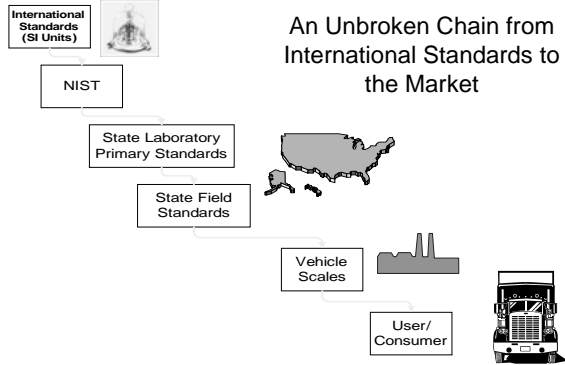 International
Standards
(SI Units)
An Unbroken Chain from
International Standards to
the Market
NIST
State Laboratory
Primary Standards
State Field
Standards
Vehicle
Scales
User/
Consumer